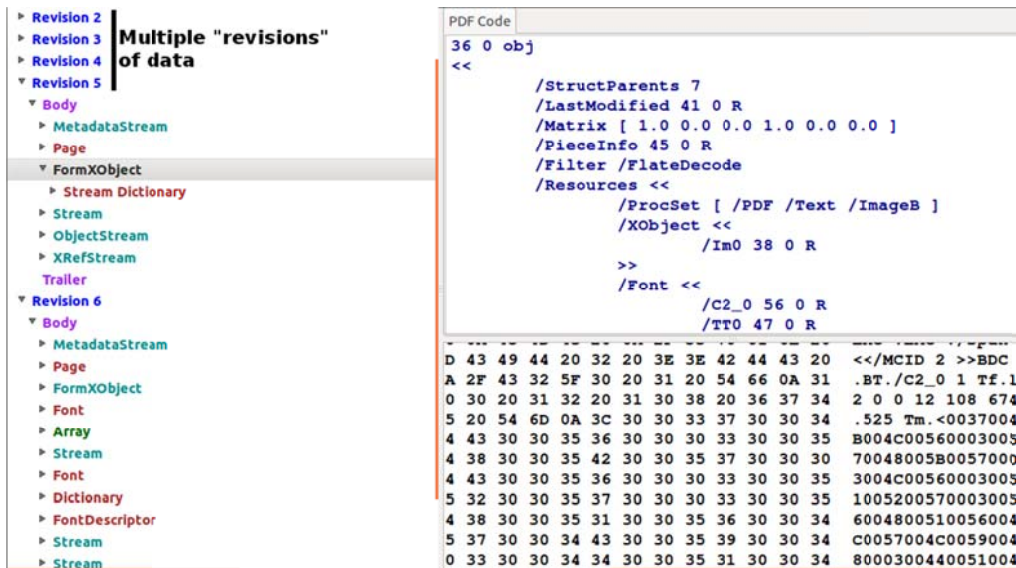 Revision 2
Revision 3
Revision 4
Multiple "revisions"
of data
Revision 5
Body
MetadataStream
Page
FormXObject
Stream Dictionary
Stream
ObjectStream
XRefStream
Trailer
Revision 6
Body
MetadataStream
Page
FormXObject
Font
Array
Stream
Font
Dictionary
FontDescriptor
Stream
Stream
PDF Code
36 0 obj
<<
/StructParents 7
/LastModified 41 0 R
/Matrix [ 1.0 0.0 0.0 1.0 0.0 0.0 ]
/PieceInfo 45 0 R
/Filter /FlateDecode
/Resources <<
/ProcSet [ /PDF /Text /ImageB ]
/XObject <<
/Im0 38 0 R
>>
/Font <<
/C2_0 56 0 R
/TT0 47 0 R
D 43 49 44 20 32 20 3E 3E 42 44 43 20 <</MCID 2 >>BDC
A 2F 43 32 5F 30 20 31 20 54 66 0A 31 .BT./C2_0 1 Tf.1
0 30 20 31 32 20 31 30 38 20 36 37 34 2 0 0 12 108 674
5 20 54 6D 0A 3C 30 30 33 37 30 30 34 .525 Tm.<0037004
4 43 30 30 35 36 30 30 30 33 30 30 35 B004C00560003005
4 38 30 30 35 42 30 30 35 37 30 30 30 70048005B0057000
4 43 30 30 35 36 30 30 30 33 30 30 35 3004C00560003005
5 32 30 30 35 37 30 30 30 33 30 30 35 1005200570003005
4 38 30 30 35 31 30 30 35 36 30 30 34 6004800510056004
5 37 30 30 34 43 30 30 35 39 30 30 34 C0057004C0059004
0 33 30 30 34 34 30 30 35 31 30 30 34 8000300440051004